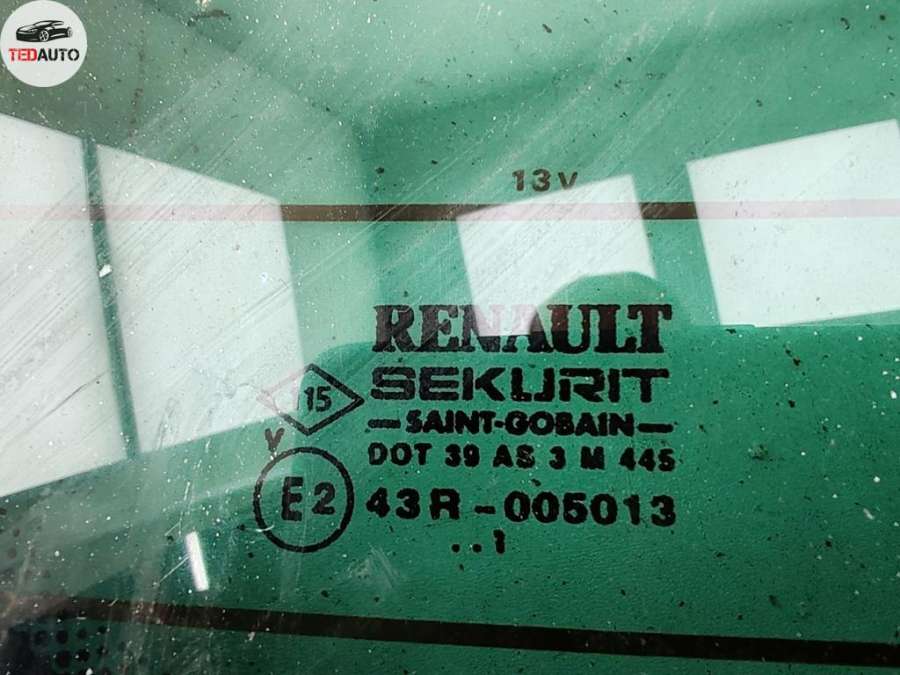 TEDAUTO
13V
RENAULT
SEKURIT
15
SAINT-GOBAIN
V
DOT 39 AS 3 M 445
E2 43R-005013
..1